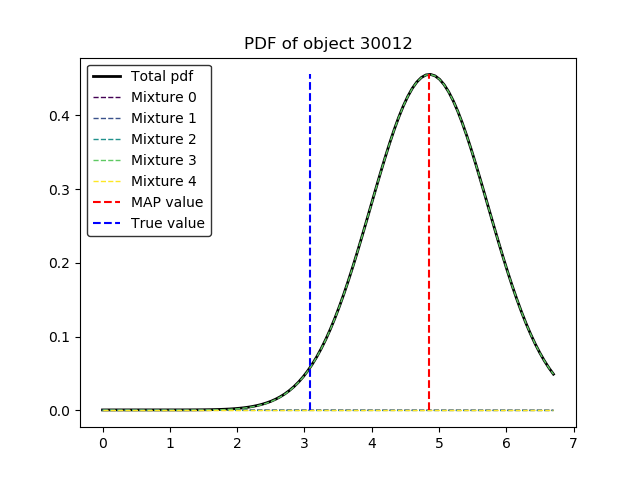 PDF of object 30012
Total pdf
Mixture 0
Mixture 1
Mixture 2
Mixture 3
Mixture 4
MAP value
True value
0.4
0.3
0.2
0.1
0.0
0 1 2 3 4 5 6 7